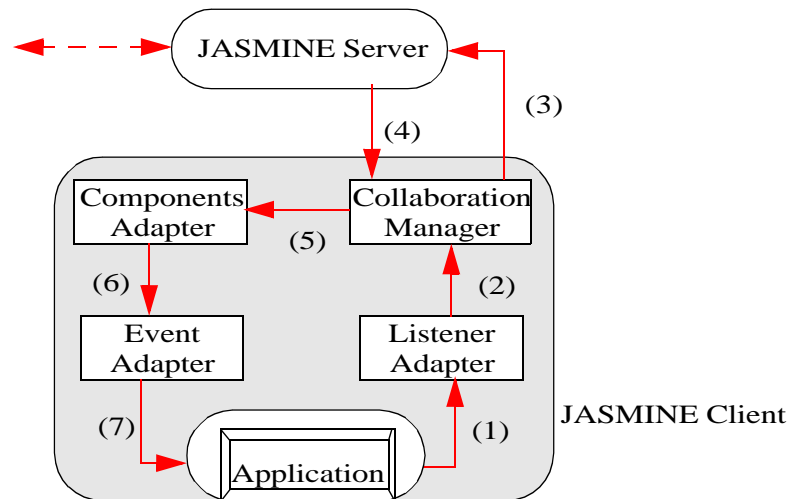 JASMINE Server
(3)
(4)
Components
Adapter
Collaboration
Manager
(5)
(6)
(2)
Event
Adapter
Listener
Adapter
JASMINE Client
(7)
(1)
Application